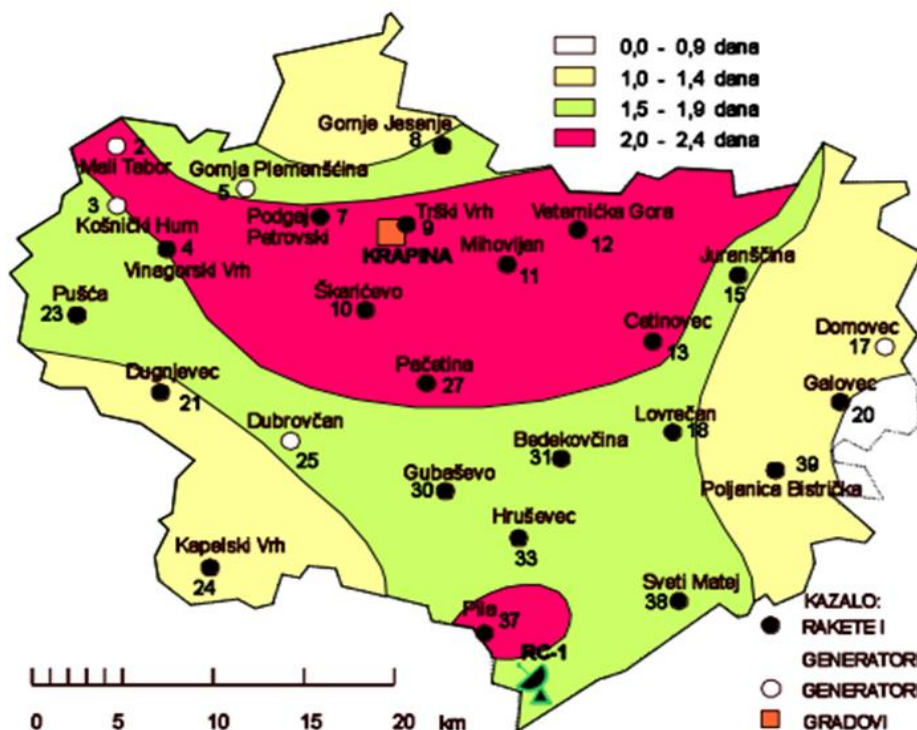 0,0 - 0,9 dana
1,0 - 1,4 dana
1,5 - 1,9 dana
2,0 - 2,4 dana
Gornje Jesenje
8
2
Mali Tabor
Gornja Plemenšćina
5
3
Košnički Hum
4
Vinagorski Vrh
Podgaj
Petrovski
7
Trški Vrh
9
KRAPINA
Veternička Gora
12
Mihovljan
11
Juranščina
15
Pušća
23
Škarićevo
10
Cetinovec
13
Domovec
17
Pačetina
27
Dugnjevec
21
Galovec
20
Dubrovčan
25
Lovrečan
18
Bedekovčina
31
Gubaševo
30
39
Poljanica Bistrička
Hruševec
33
Kapelski Vrh
24
Sveti Matej
38
Pila
37
RC-1
KAZALO:
RAKETE I
GENERATORI
GENERATORI
GRADOVI
0 5 10 15 20 km